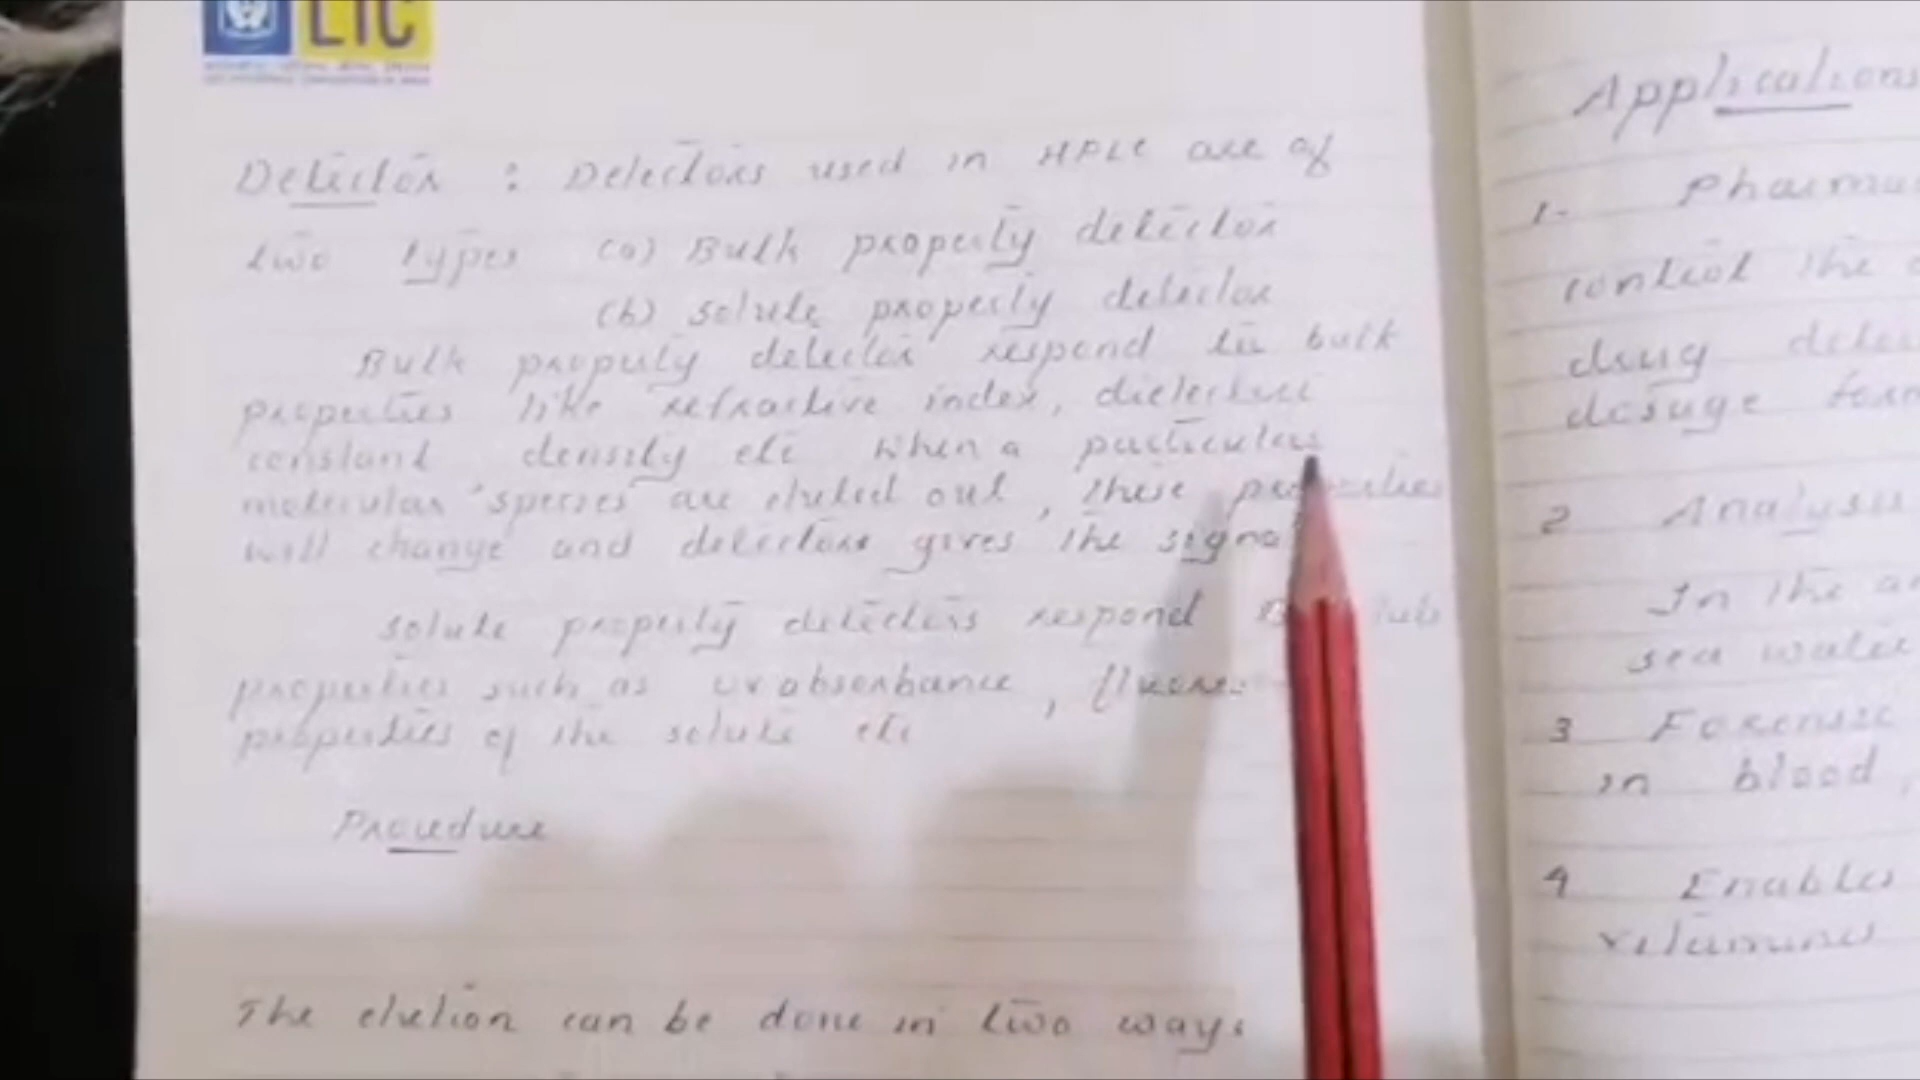 LIC
Detector : Detectors used in HPLC are of
two types (a) Bulk property detector
(b) solute property detector
Bulk property detector respond to bulk
properties like refractive index, dielectric
constant density etc when a particular
molecular species are eluted out, these properties
will change and detectors gives the signal
solute property detectors respond
properties such as uv absorbance,
properties of the solute etc
Procedure
The elution can be done in two ways
Applications
1.
control the
drug
dosage
2 Analysis
In the
sea water
3 Forensic
in blood,
4 Enables
vitamins